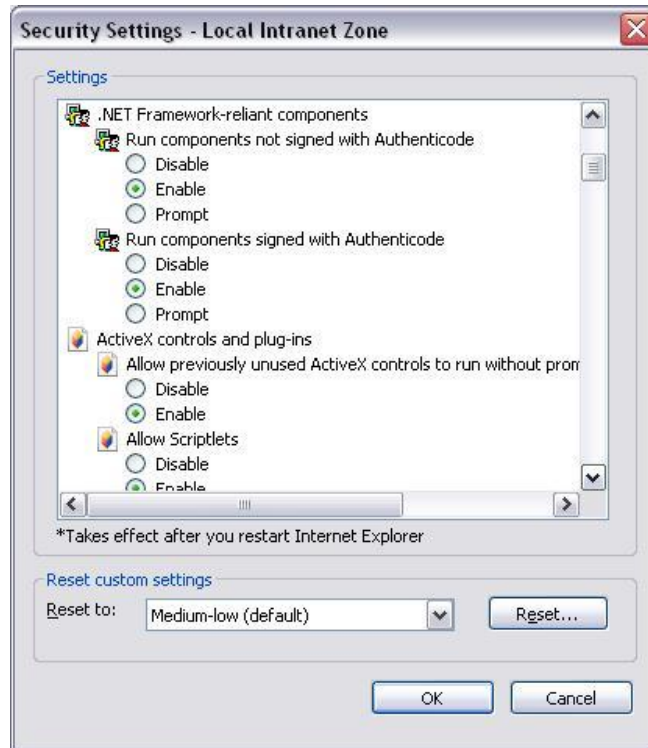 Security Settings - Local Intranet Zone
Settings
.NET Framework-reliant components
Run components not signed with Authenticode
Disable
Enable
Prompt
Run components signed with Authenticode
Disable
Enable
Prompt
ActiveX controls and plug-ins
Allow previously unused ActiveX controls to run without prom
Disable
Enable
Allow Scriptlets
Disable
Enable
*Takes effect after you restart Internet Explorer
Reset custom settings
Reset to: Medium-low (default) Reset...
OK Cancel